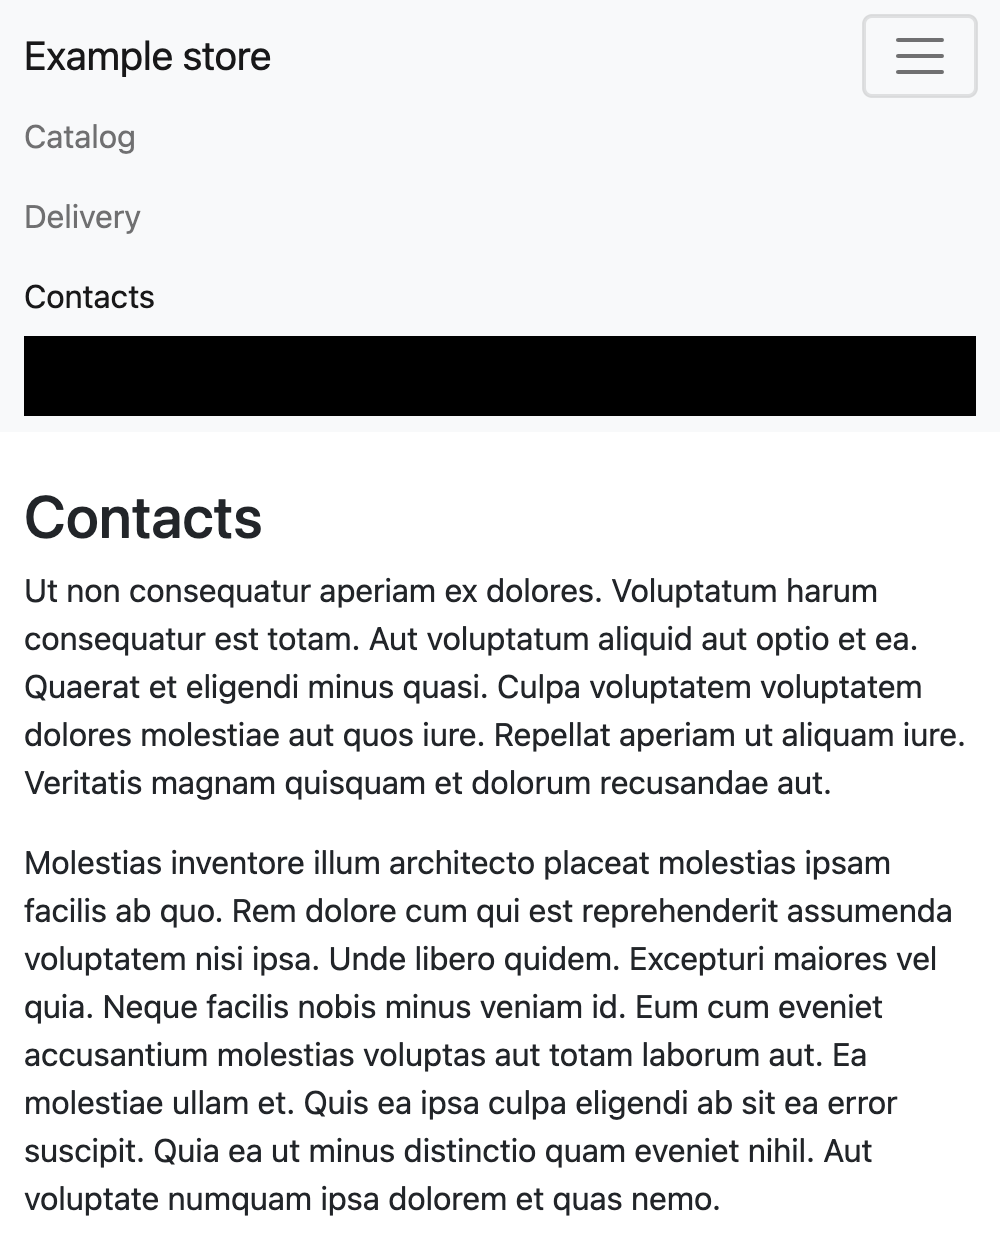 Example store
Catalog
Delivery
Contacts
Contacts
Ut non consequatur aperiam ex dolores. Voluptatum harum
consequatur est totam. Aut voluptatum aliquid aut optio et ea.
Quaerat et eligendi minus quasi. Culpa voluptatem voluptatem
dolores molestiae aut quos iure. Repellat aperiam ut aliquam iure.
Veritatis magnam quisquam et dolorum recusandae aut.
Molestias inventore illum architecto placeat molestias ipsam
facilis ab quo. Rem dolore cum qui est reprehenderit assumenda
voluptatem nisi ipsa. Unde libero quidem. Excepturi maiores vel
quia. Neque facilis nobis minus veniam id. Eum cum eveniet
accusantium molestias voluptas aut totam laborum aut. Ea
molestiae ullam et. Quis ea ipsa culpa eligendi ab sit ea error
suscipit. Quia ea ut minus distinctio quam eveniet nihil. Aut
voluptate numquam ipsa dolorem et quas nemo.